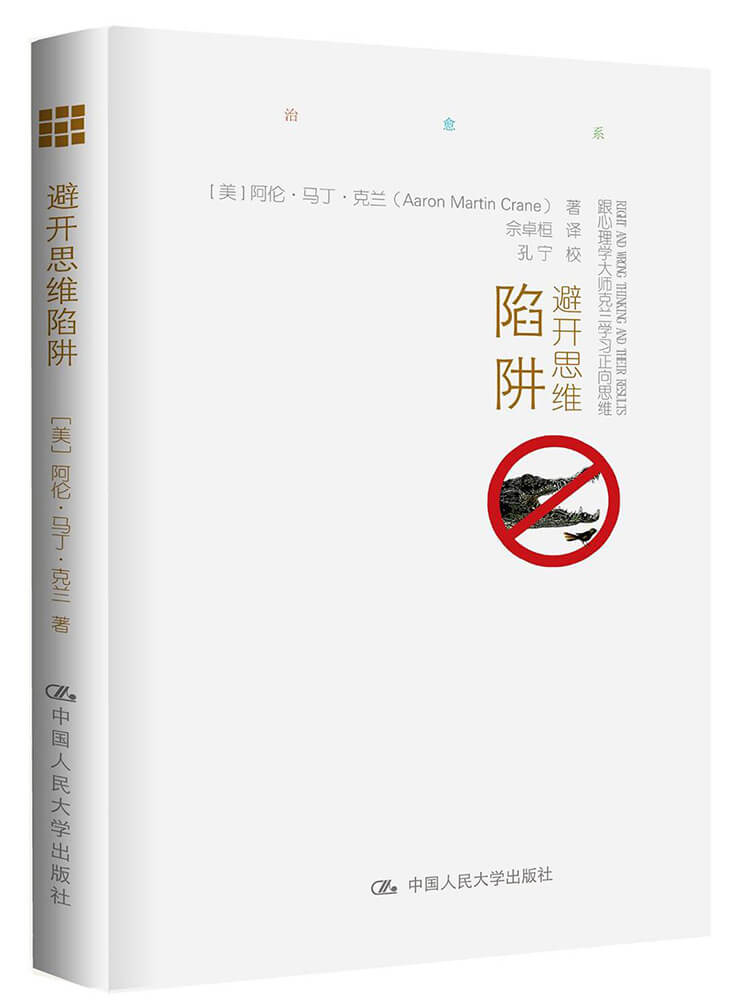 避开思维陷阱
[美] 阿伦·马丁·克兰 著
中国人民大学出版社
治愈系
[美] 阿伦·马丁·克兰（Aaron Martin Crane） 著
佘卓桓 译
孔宁 校
RIGHT AND WRONG THINKING AND THEIR RESULTS
跟心理学大师克兰学习正向思维
避开思维
陷阱
中国人民大学出版社